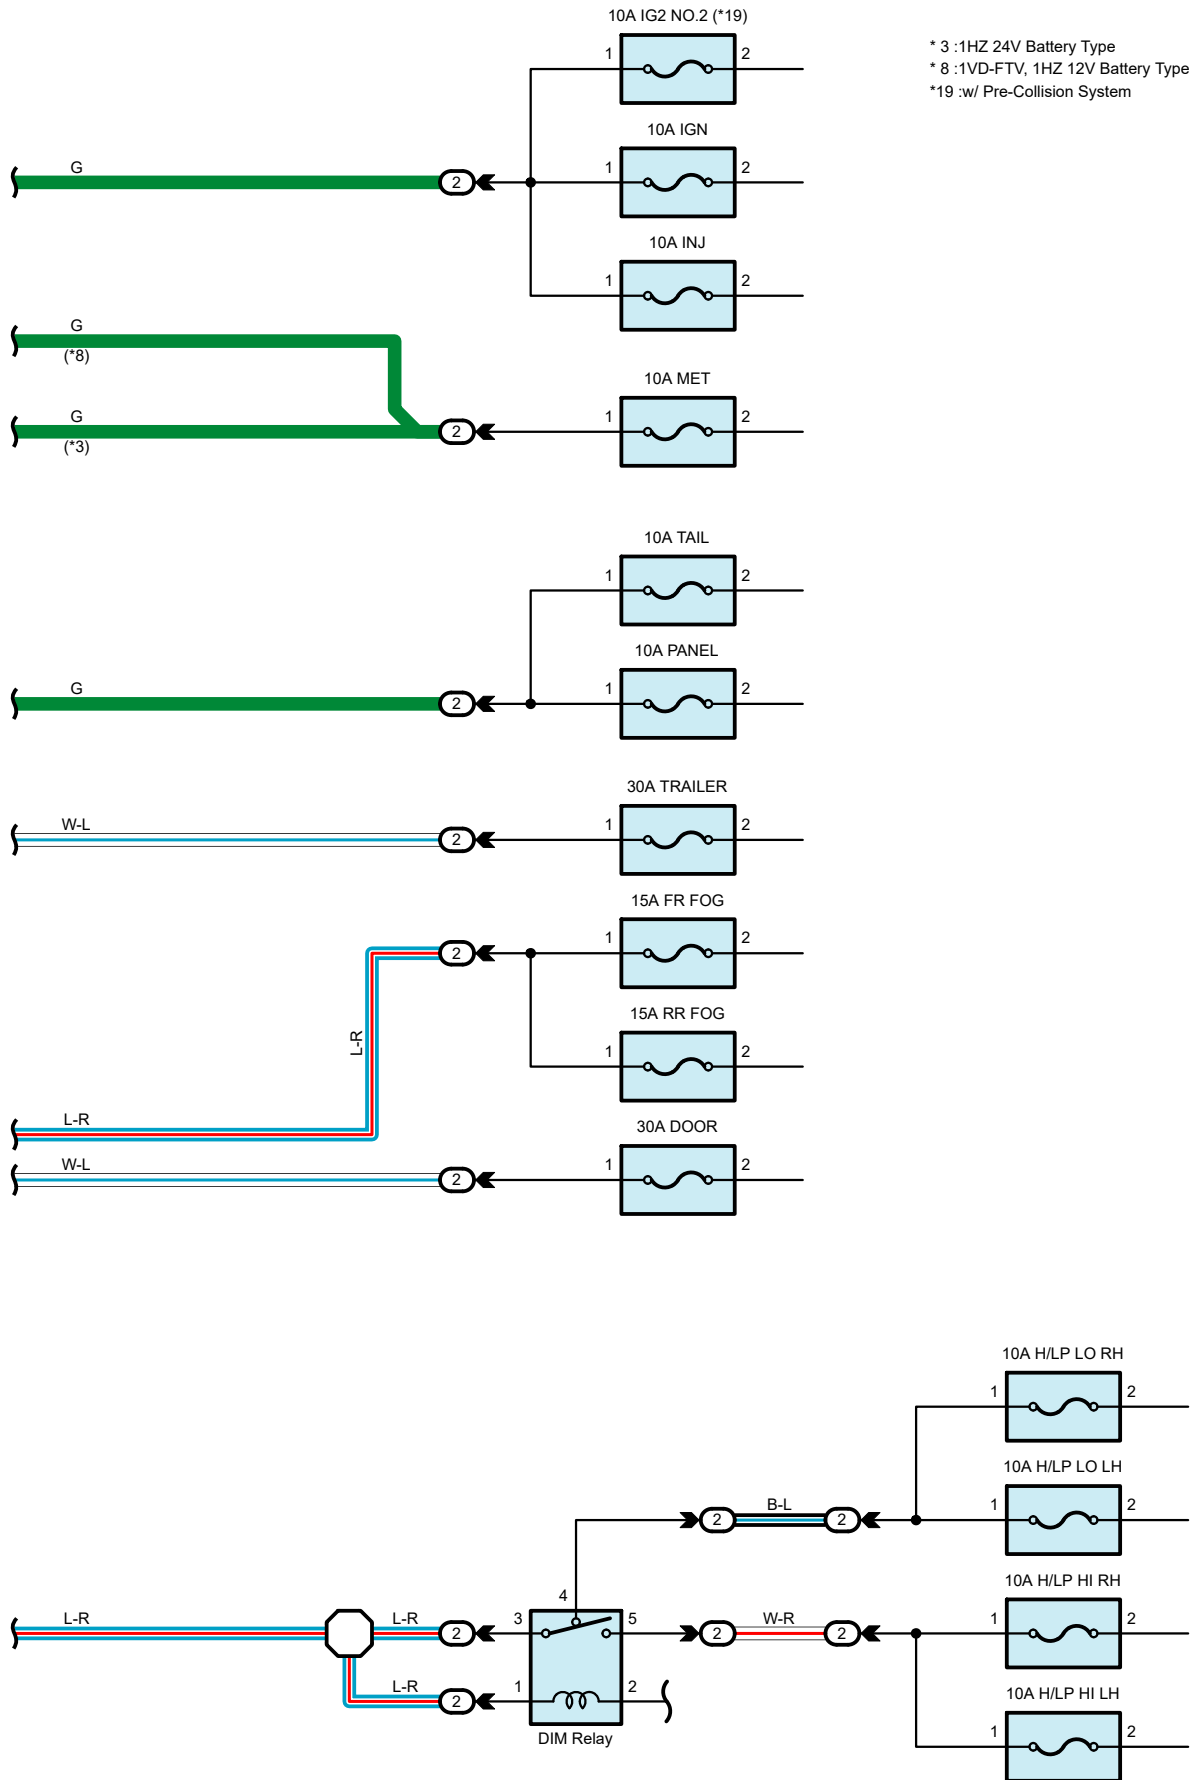 10A IG2 NO.2 (*19)
* 3 :1HZ 24V Battery Type
* 8 :1VD-FTV, 1HZ 12V Battery Type
*19 :w/ Pre-Collision System
1 2
10A IGN
G
2
1 2
10A INJ
1 2
G
(*8)
10A MET
G
(*3)
2
1 2
10A TAIL
1 2
10A PANEL
G
2
1 2
30A TRAILER
W-L
2
1 2
15A FR FOG
2
1 2
L-R
15A RR FOG
1 2
L-R
30A DOOR
W-L
2
1 2
10A H/LP LO RH
1 2
10A H/LP LO LH
2 B-L 2
1 2
10A H/LP HI RH
4
L-R L-R 2
3 5
2 W-R 2
1 2
10A H/LP HI LH
L-R 2
1 2
DIM Relay
1 2